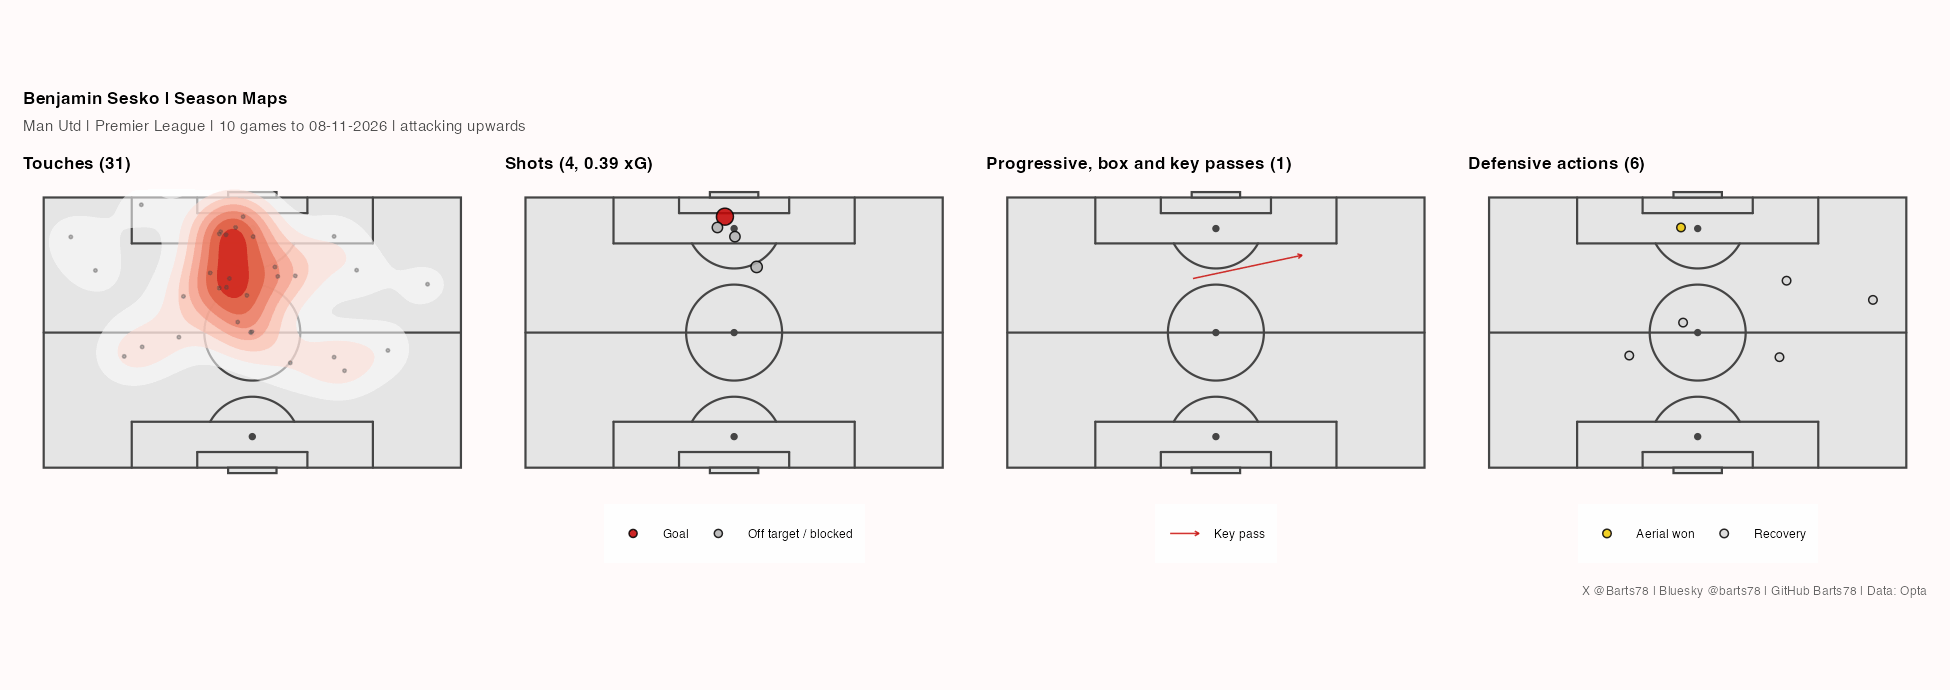 Benjamin Sesko | Season Maps
Man Utd | Premier League | 10 games to 08-11-2026 | attacking upwards
Touches (31)
Shots (4, 0.39 xG)
Progressive, box and key passes (1)
Defensive actions (6)
Goal
Off target / blocked
Key pass
Aerial won
Recovery
X @Barts78 | Bluesky @barts78 | GitHub Barts78 | Data: Opta